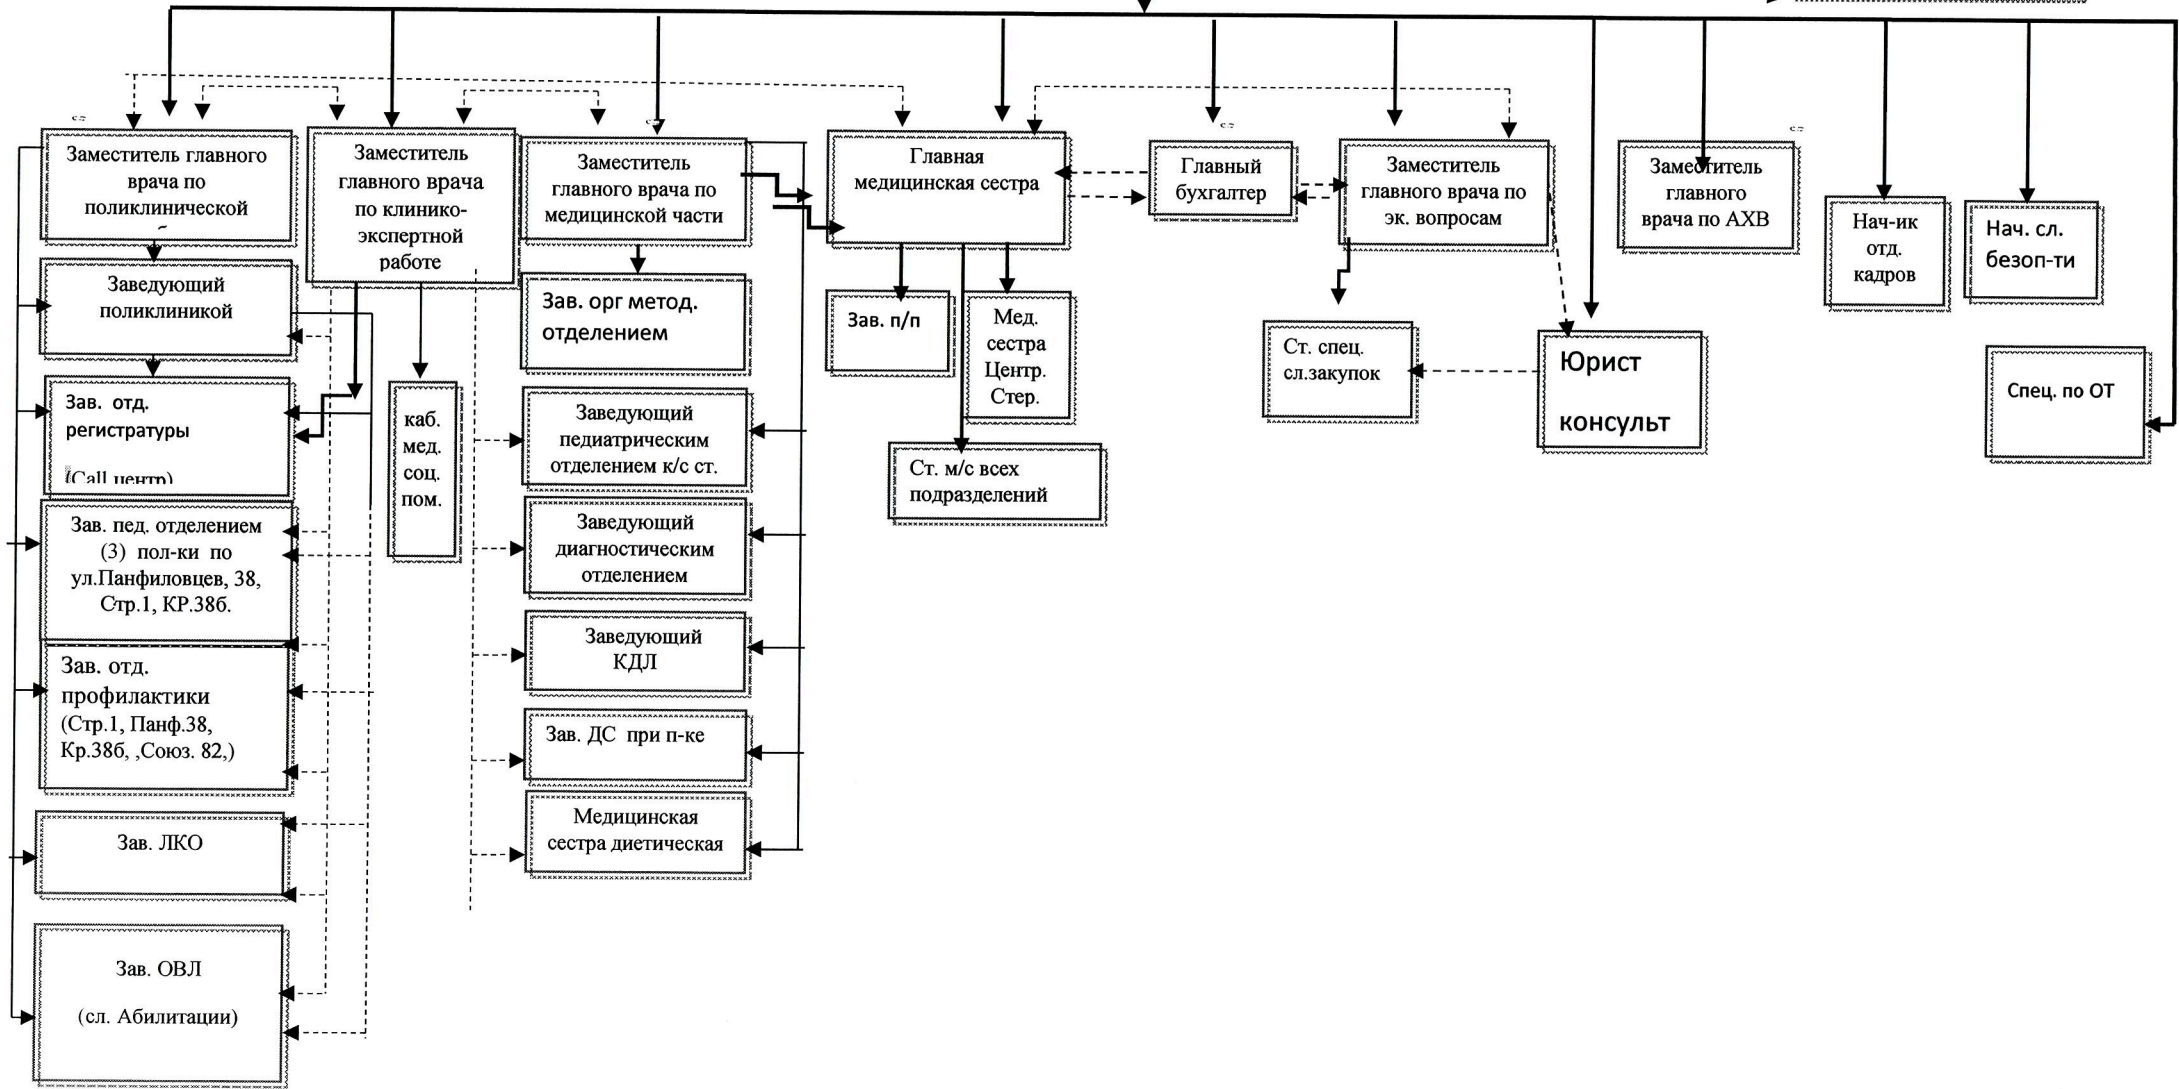 Заместитель главного
врача по
поликлинической
Заместитель
главного врача
по клинико-
экспертной
работе
Заместитель
главного врача по
медицинской части
Главная
медицинская сестра
Главный
бухгалтер
Заместитель
главного врача по
эк. вопросам
Заместитель
главного
врача по АХВ
Нач-ик
отд.
кадров
Нач. сл.
безоп-ти
Заведующий
поликлиникой
Зав. орг метод.
отделением
Зав. п/п
Мед.
сестра
Центр.
Стер.
Ст. спец.
сл.закупок
Юрист
консульт
Спец. по ОТ
Зав. отд.
регистратуры
(Call центр)
каб.
мед.
соц.
пом.
Заведующий
педиатрическим
отделением к/с ст.
Ст. м/с всех
подразделений
Зав. пед. отделением
(3) пол-ки по
ул.Панфиловцев, 38,
Стр.1, КР.38б.
Заведующий
диагностическим
отделением
Зав. отд.
профилактики
(Стр.1, Панф.38,
Кр.38б, ,Союз. 82,)
Заведующий
КДЛ
Зав. ДС при п-ке
Медицинская
сестра диетическая
Зав. ЛКО
Зав. ОВЛ
(сл. Абилитации)